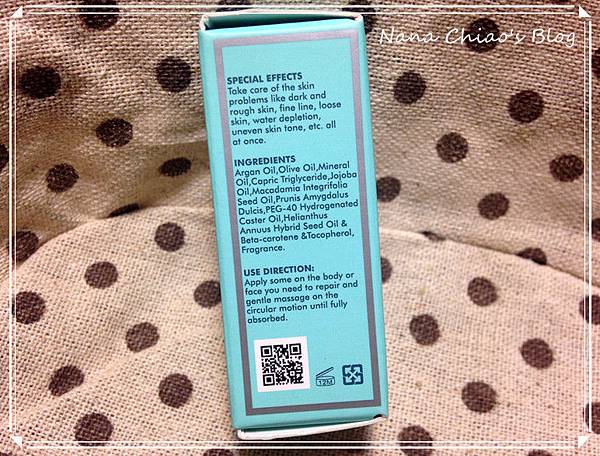 Nana Chiao's Blog
SPECIAL EFFECTS
Take care of the skin
problems like dark and
rough skin, fine line, loose
skin, water depletion,
uneven skin tone, etc. all
at once.
INGREDIENTS
Argan Oil,Olive Oil,Mineral
Oil,Capric Triglyceride,Jojoba
Oil,Macadamia Integrifolia
Seed Oil,Prunis Amygdalus
Dulcis,PEG-40 Hydrogenated
Caster Oil,Helianthus
Annuus Hybrid Seed Oil &
Beta-carotene &Tocopherol,
Fragrance.
USE DIRECTION:
Apply some on the body or
face you need to repair and
gentle massage on the
circular motion until fully
absorbed.
12M